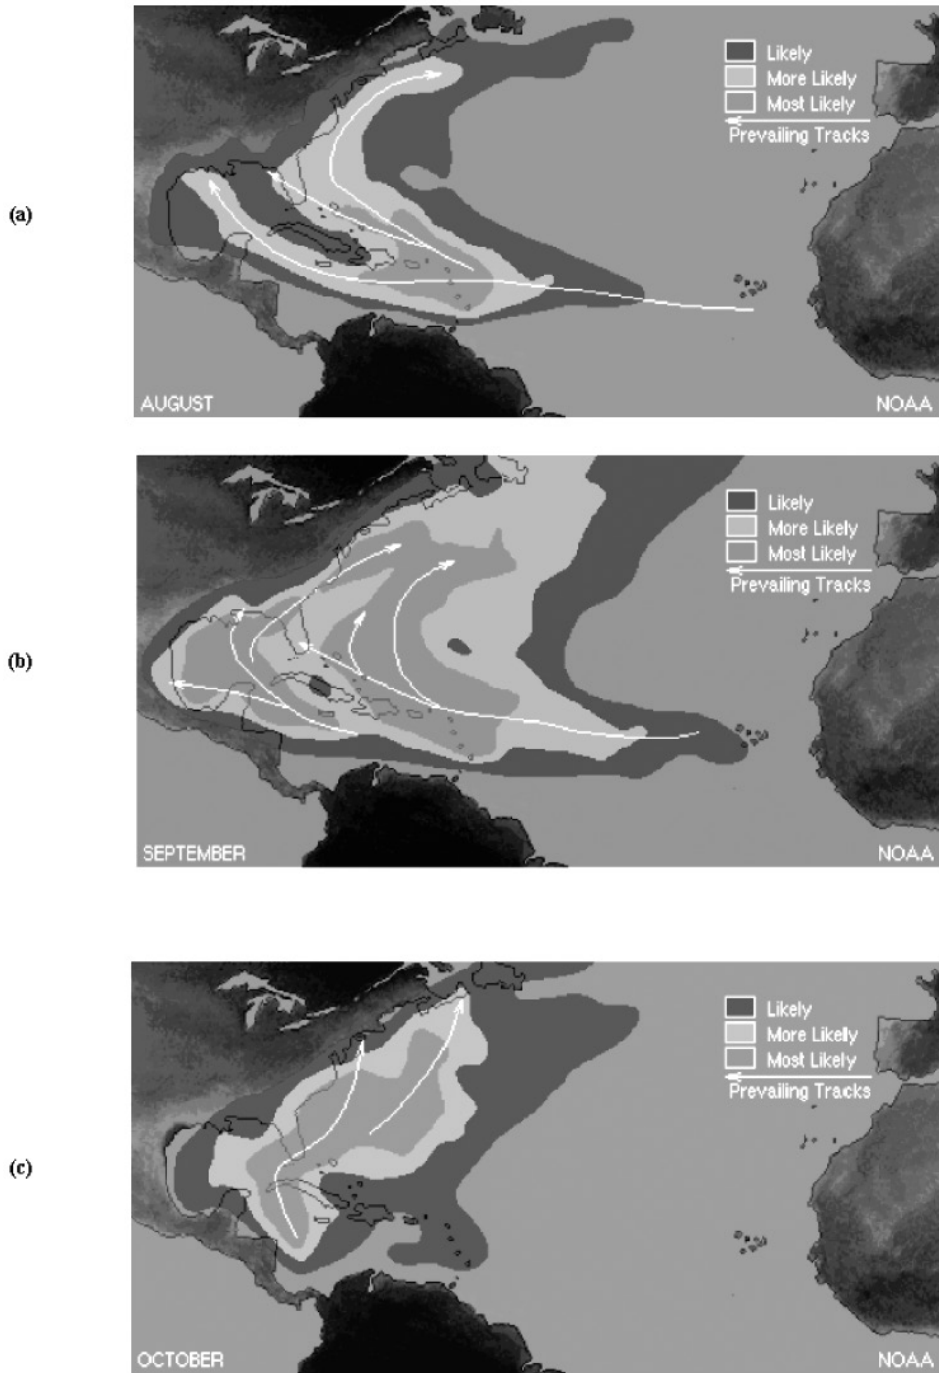 (a)
Likely
More Likely
Most Likely
Prevailing Tracks
AUGUST
NOAA
(b)
Likely
More Likely
Most Likely
Prevailing Tracks
SEPTEMBER
NOAA
(c)
Likely
More Likely
Most Likely
Prevailing Tracks
OCTOBER
NOAA